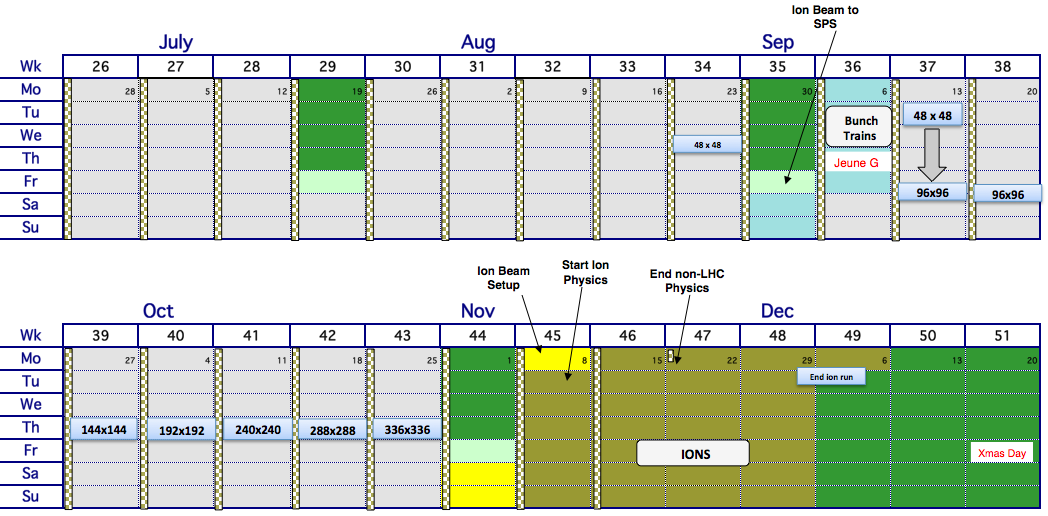 Ion Beam to
SPS
July Aug Sep
Wk 26 27 28 29 30 31 32 33 34 35 36 37 38
Mo 28 5 12 19 26 2 9 16 23 30 6 13 20
Tu Bunch 48 x 48
We Trains 48 x 48
Th Jeune G
Fr 96x96 96x96
Sa
Su
Ion Beam
Setup
Start Ion
Physics
End non-LHC
Physics
Oct Nov Dec
Wk 39 40 41 42 43 44 45 46 47 48 49 50 51
Mo 27 4 11 18 25 1 8 15 22 29 6 13 20
Tu End ion run
We
Th 144x144 192x192 240x240 288x288 336x336
Fr IONS Xmas Day
Sa
Su